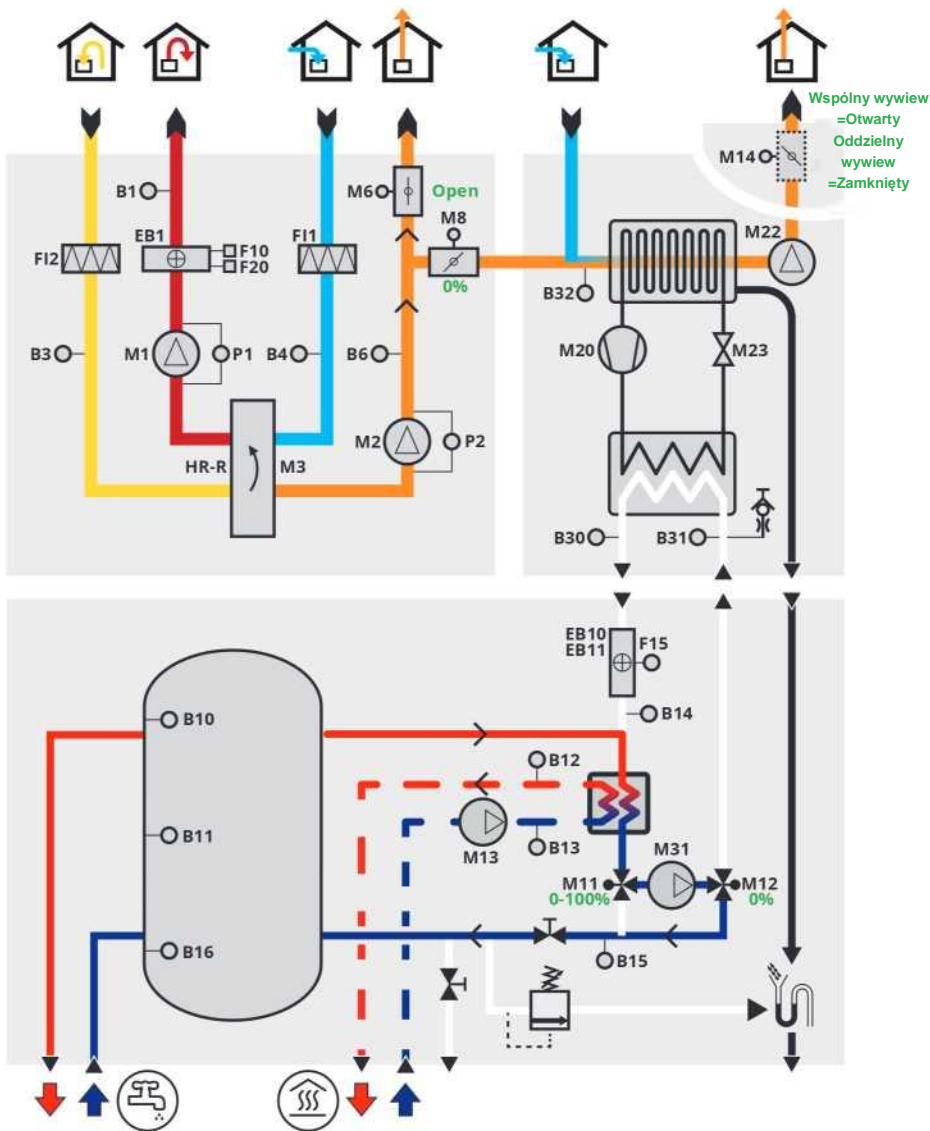 Wspólny wywiew
=Otwarty
Oddzielny
wywiew
=Zamknięty
M14
B1
M6
Open
M8
M22
EB1
F10
F20
FI2
FI1
0%
B32
B3
M1
P1
B4
B6
M20
M23
M2
P2
HR-R
M3
B30
B31
EB10
EB11
F15
B14
B10
B12
B11
M13
B13
M31
M11
0-100%
M12
0%
B16
B15